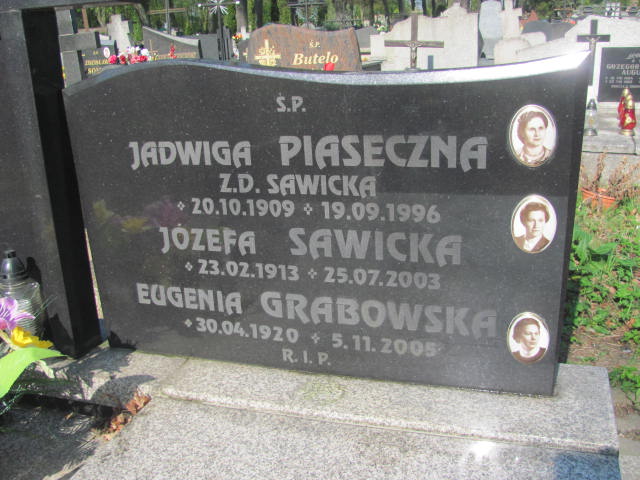 Ś.P.
Butelo
GRZEGORZ
Ś.P.
JADWIGA PIASECZNA
Z.D. SAWICKA
20.10.1909 + 19.09.1996
JÓZEFA SAWICKA
23.02.1913 + 25.07.2003
EUGENIA GRABOWSKA
30.04.1920 + 5.11.2005
R.I.P.